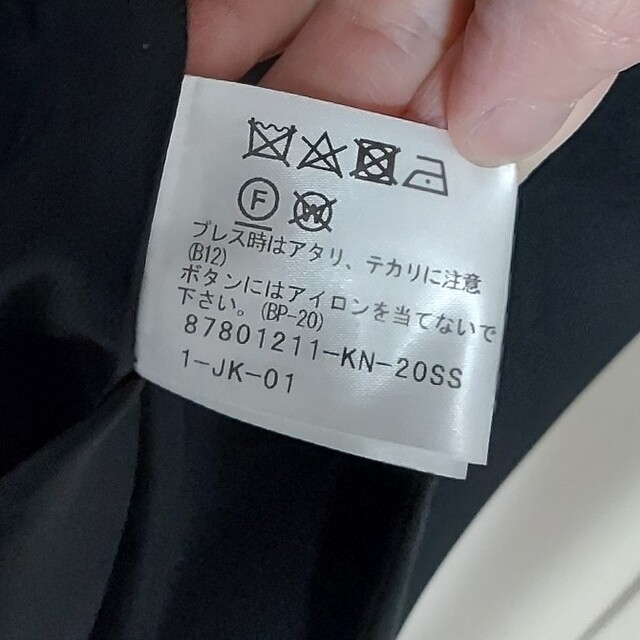 F W
プレス時はアタリ、テカリに注意
(B12)
ボタンにはアイロンを当てないで
下さい。(BP-20)
87801211-KN-20SS
1-JK-01